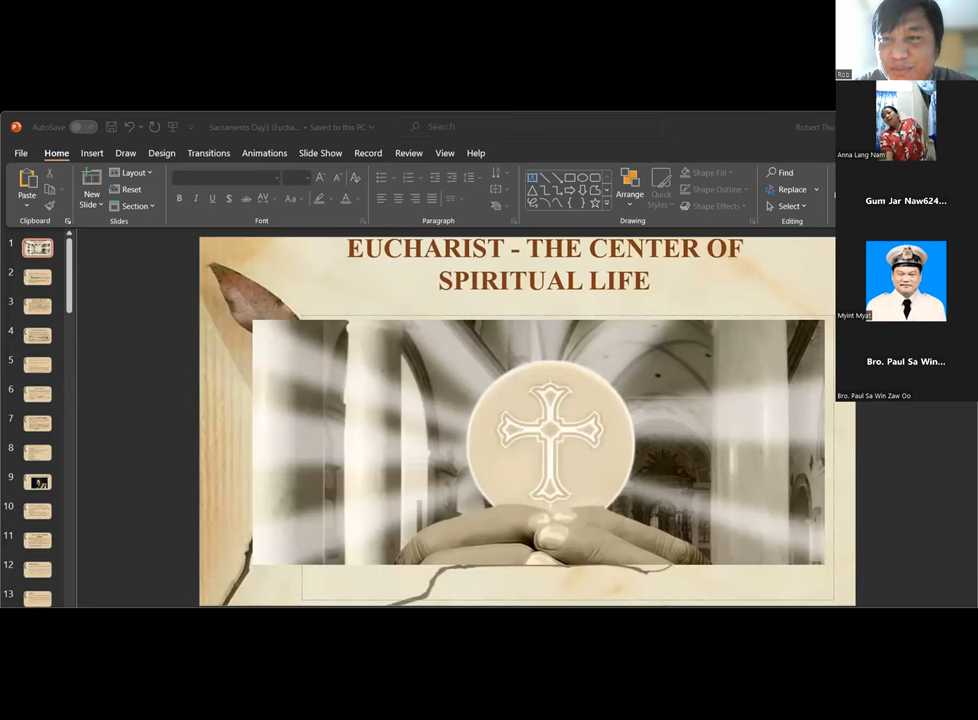 AutoSave
Off
Sacraments Day3 (Eucha... • Saved to this PC
Search
Robert Thu
File Home Insert Draw Design Transitions Animations Slide Show Record Review View Help
Paste
Clipboard
New
Slide
Layout
Reset
Section
Slides
B I U S ab AV Aa A
Font
Paragraph
Arrange
Quick
Styles
Shape Fill
Shape Outline
Shape Effects
Drawing
Find
Replace
Select
Editing
1
2
3
4
5
6
7
8
9
10
11
12
13
EUCHARIST - THE CENTER OF
SPIRITUAL LIFE
Rob
Anna Lang Nam
Gum Jar Naw624...
Myint Myat
Bro. Paul Sa Win...
Bro. Paul Sa Win Zaw Oo